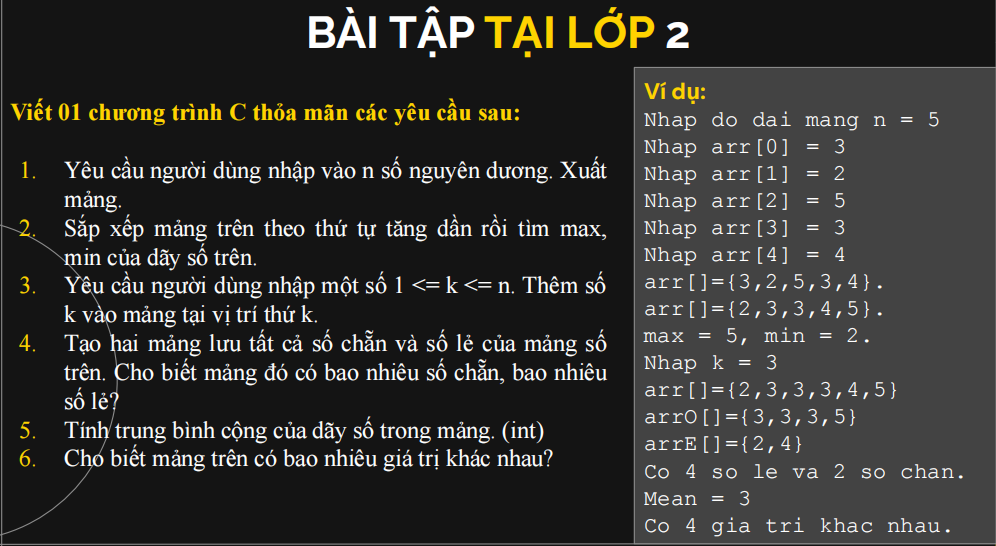 BÀI TẬP TẠI LỚP 2
Viết 01 chương trình C thỏa mãn các yêu cầu sau:
1. Yêu cầu người dùng nhập vào n số nguyên dương. Xuất
mảng.
2. Sắp xếp mảng trên theo thứ tự tăng dần rồi tìm max,
min của dãy số trên.
3. Yêu cầu người dùng nhập một số 1 <= k <= n. Thêm số
k vào mảng tại vị trí thứ k.
4. Tạo hai mảng lưu tất cả số chẵn và số lẻ của mảng số
trên. Cho biết mảng đó có bao nhiêu số chẵn, bao nhiêu
số lẻ?
5. Tính trung bình cộng của dãy số trong mảng. (int)
6. Cho biết mảng trên có bao nhiêu giá trị khác nhau?
Ví dụ:
Nhap do dai mang n = 5
Nhap arr[0] = 3
Nhap arr[1] = 2
Nhap arr[2] = 5
Nhap arr[3] = 3
Nhap arr[4] = 4
arr[]={3,2,5,3,4}.
arr[]={2,3,3,4,5}.
max = 5, min = 2.
Nhap k = 3
arr[]={2,3,3,3,4,5}
arrO[]={3,3,3,5}
arrE[]={2,4}
Co 4 so le va 2 so chan.
Mean = 3
Co 4 gia tri khac nhau.